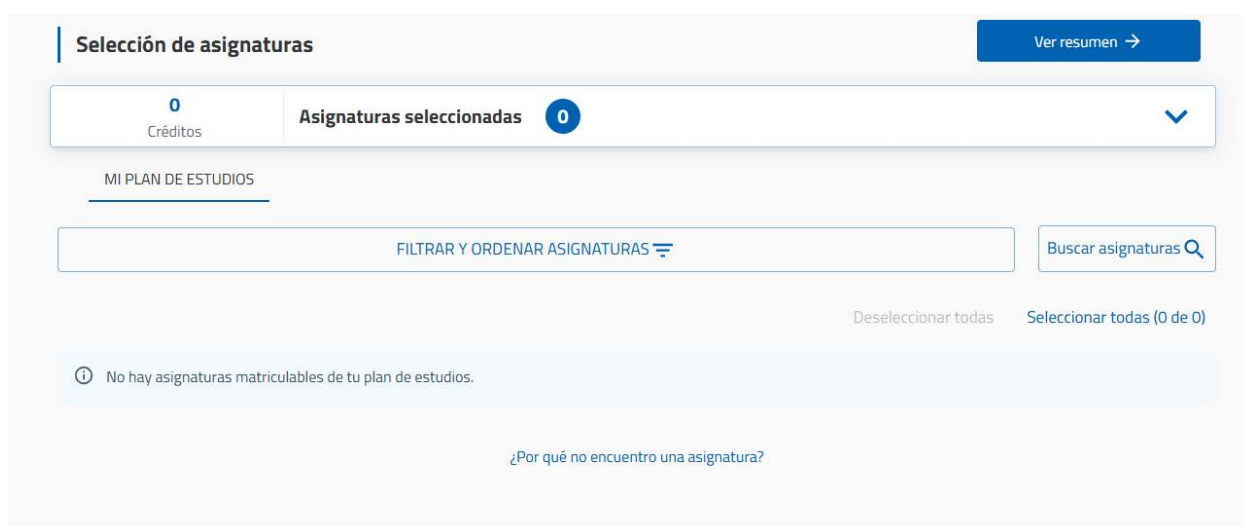 Selección de asignaturas
Ver resumen →
0
Créditos
Asignaturas seleccionadas 0
MI PLAN DE ESTUDIOS
FILTRAR Y ORDENAR ASIGNATURAS
Buscar asignaturas
Deseleccionar todas
Seleccionar todas (0 de 0)
No hay asignaturas matriculables de tu plan de estudios.
¿Por qué no encuentro una asignatura?